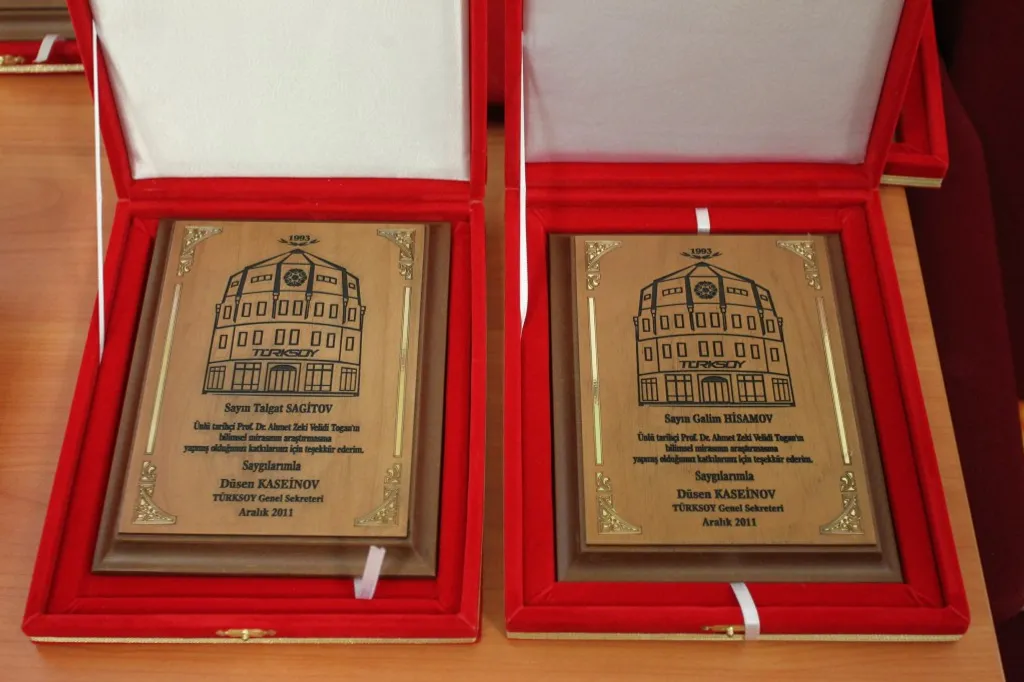 1993
TÜRKSOY
Sayın Talgat SAGİTOV
Ünlü tarihçi Prof. Dr. Ahmet Zeki Velidi Togan'ın
bilimsel mirasının araştırmasına
yapmış olduğunuz katkılarınız için teşekkür ederim.
Saygılarımla
Düsen KASEİNOV
TÜRKSOY Genel Sekreteri
Aralık 2011
1993
TÜRKSOY
Sayın Galim HİSAMOV
Ünlü tarihçi Prof. Dr. Ahmet Zeki Velidi Togan'ın
bilimsel mirasının araştırmasına
yapmış olduğunuz katkılarınız için teşekkür ederim.
Saygılarımla
Düsen KASEİNOV
TÜRKSOY Genel Sekreteri
Aralık 2011